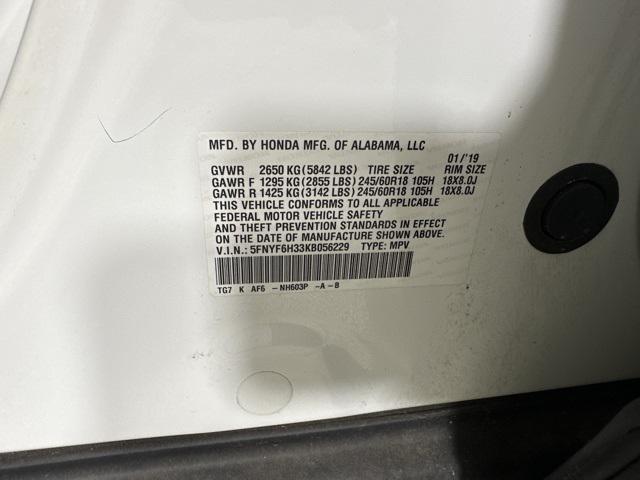 MFD. BY HONDA MFG. OF ALABAMA, LLC 01/'19
GVWR 2650 KG (5842 LBS) TIRE SIZE RIM SIZE
GAWR F 1295 KG (2855 LBS) 245/60R18 105H 18X8.0J
GAWR R 1425 KG (3142 LBS) 245/60R18 105H 18X8.0J
THIS VEHICLE CONFORMS TO ALL APPLICABLE
FEDERAL MOTOR VEHICLE SAFETY
AND THEFT PREVENTION STANDARDS IN EFFECT
ON THE DATE OF MANUFACTURE SHOWN ABOVE.
V.I.N.: 5FNYF6H33KB056229 TYPE: MPV
TG7 K AF6 -NH603P -A-B